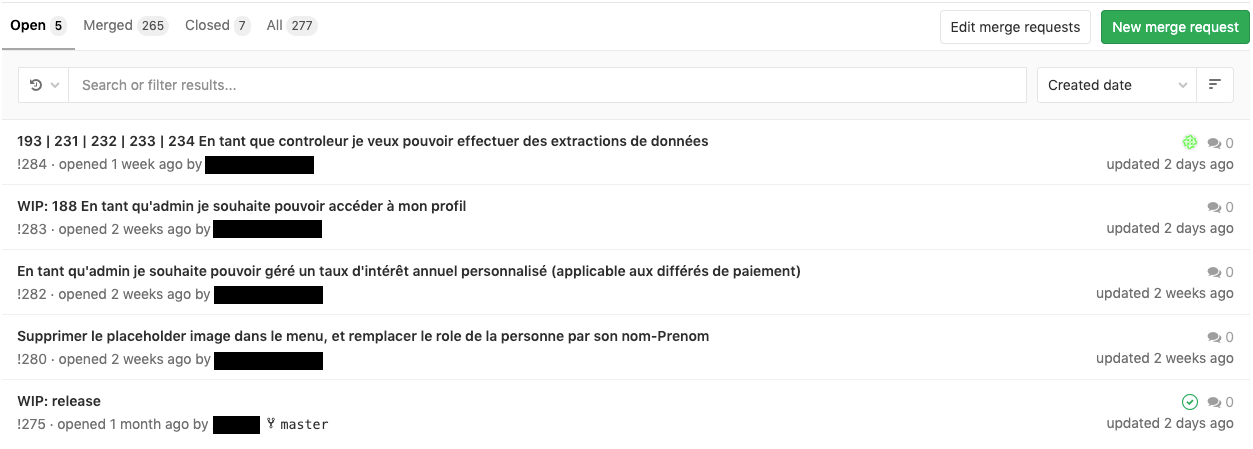 Open 5 Merged 265 Closed 7 All 277 Edit merge requests New merge request
Search or filter results... Created date
193 | 231 | 232 | 233 | 234 En tant que controleur je veux pouvoir effectuer des extractions de données 0
!284 · opened 1 week ago by updated 2 days ago
WIP: 188 En tant qu'admin je souhaite pouvoir accéder à mon profil 0
!283 · opened 2 weeks ago by updated 2 days ago
En tant qu'admin je souhaite pouvoir géré un taux d'intérêt annuel personnalisé (applicable aux différés de paiement) 0
!282 · opened 2 weeks ago by updated 2 weeks ago
Supprimer le placeholder image dans le menu, et remplacer le role de la personne par son nom-Prenom 0
!280 · opened 2 weeks ago by updated 2 weeks ago
WIP: release 0
!275 · opened 1 month ago by master updated 2 days ago